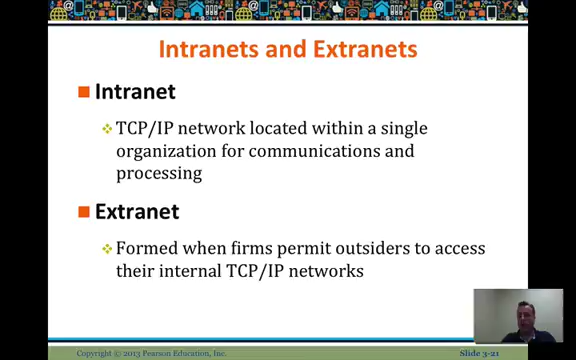 Intranets and Extranets
Intranet
TCP/IP network located within a single
organization for communications and
processing
Extranet
Formed when firms permit outsiders to access
their internal TCP/IP networks
Copyright © 2013 Pearson Education, Inc.
Slide 3-21